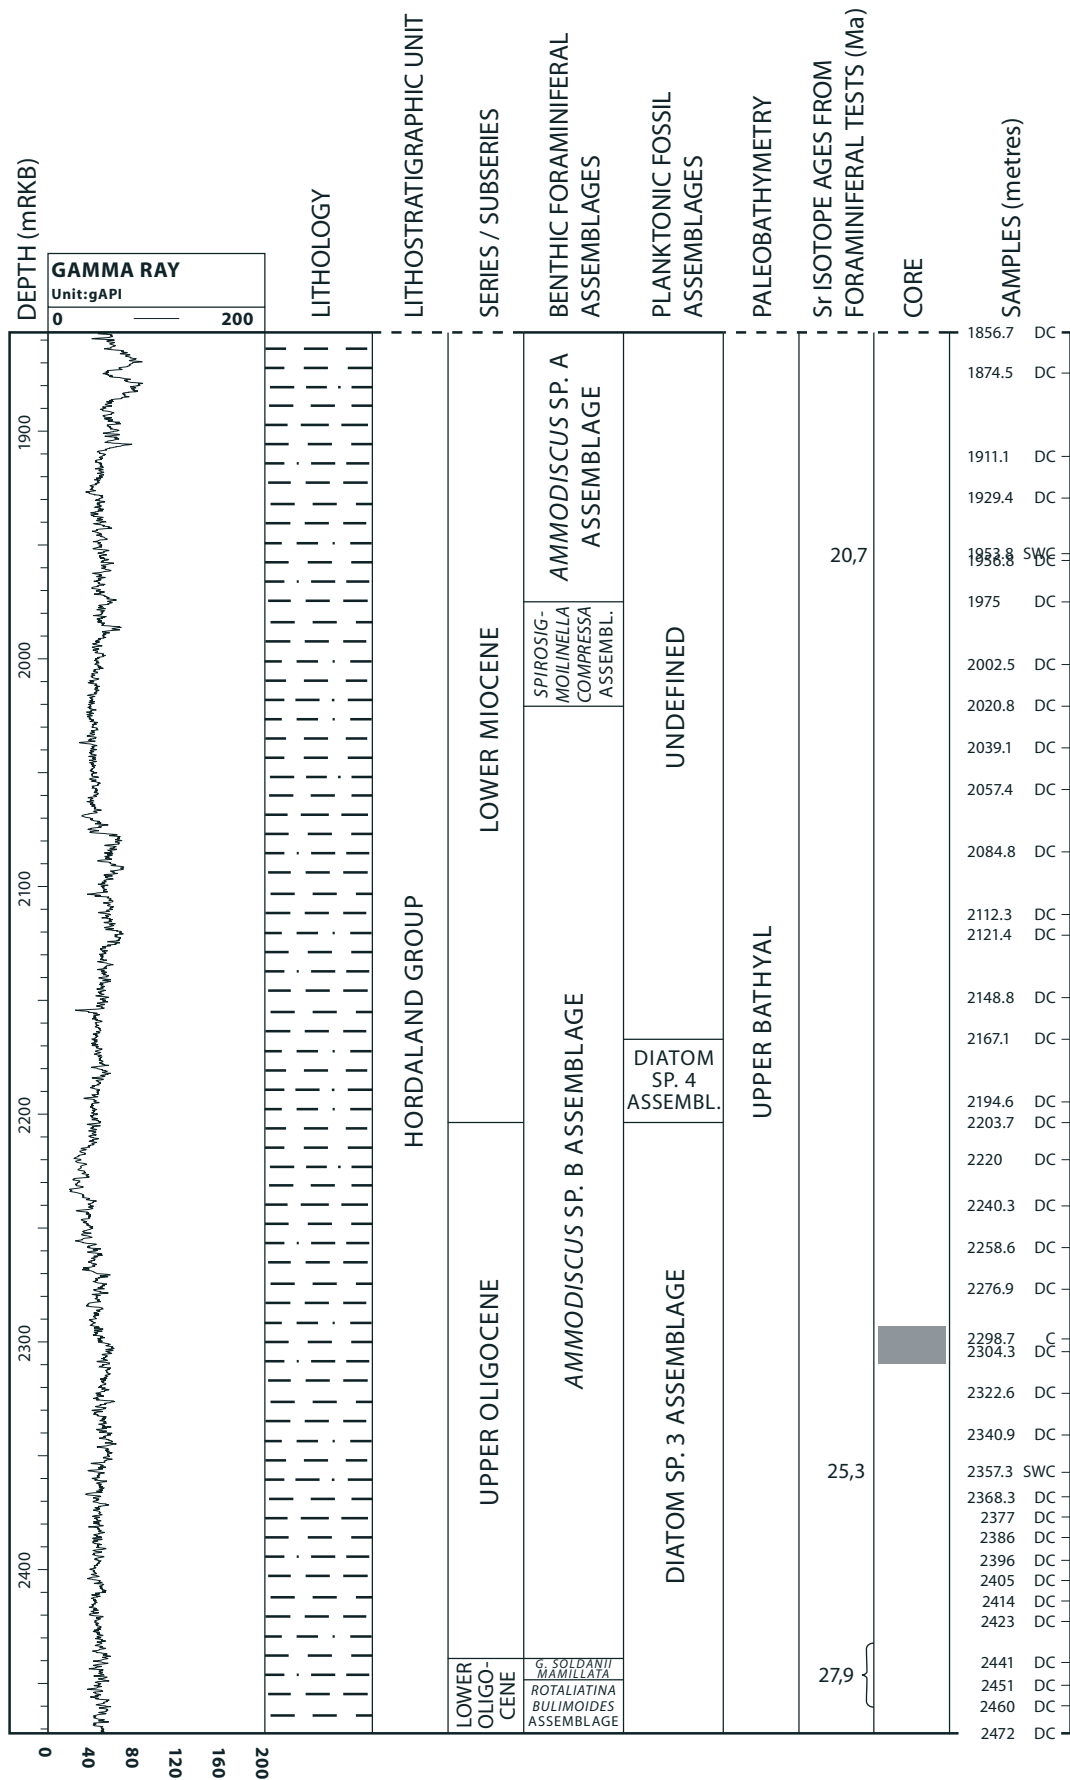 DEPTH (mRKB)
GAMMA RAY
Unit:gAPI
0 200
LITHOLOGY
LITHOSTRATIGRAPHIC UNIT
SERIES / SUBSERIES
BENTHIC FORAMINIFERAL
ASSEMBLAGES
PLANKTONIC FOSSIL
ASSEMBLAGES
PALEOBATHYMETRY
Sr ISOTOPE AGES FROM
FORAMINIFERAL TESTS (Ma)
CORE
SAMPLES (metres)
1900
2000
2100
2200
2300
2400
0
40
80
120
160
200
HORDALAND GROUP
LOWER MIOCENE
UPPER OLIGOCENE
LOWER
OLIGO-
CENE
AMMODISCUS SP. A
ASSEMBLAGE
SPIROSIG-
MOILINELLA
COMPRESSA
ASSEMBL.
AMMODISCUS SP. B ASSEMBLAGE
G. SOLDANII
MAMILLATA
ROTALIATINA
BULIMOIDES
ASSEMBLAGE
UNDEFINED
DIATOM
SP. 4
ASSEMBL.
DIATOM SP. 3 ASSEMBLAGE
UPPER BATHYAL
20,7
25,3
27,9
1856.7 DC
1874.5 DC
1911.1 DC
1929.4 DC
1953.8 SWC
1956.8 DC
1975 DC
2002.5 DC
2020.8 DC
2039.1 DC
2057.4 DC
2084.8 DC
2112.3 DC
2121.4 DC
2148.8 DC
2167.1 DC
2194.6 DC
2203.7 DC
2220 DC
2240.3 DC
2258.6 DC
2276.9 DC
2298.7 C
2304.3 DC
2322.6 DC
2340.9 DC
2357.3 SWC
2368.3 DC
2377 DC
2386 DC
2396 DC
2405 DC
2414 DC
2423 DC
2441 DC
2451 DC
2460 DC
2472 DC